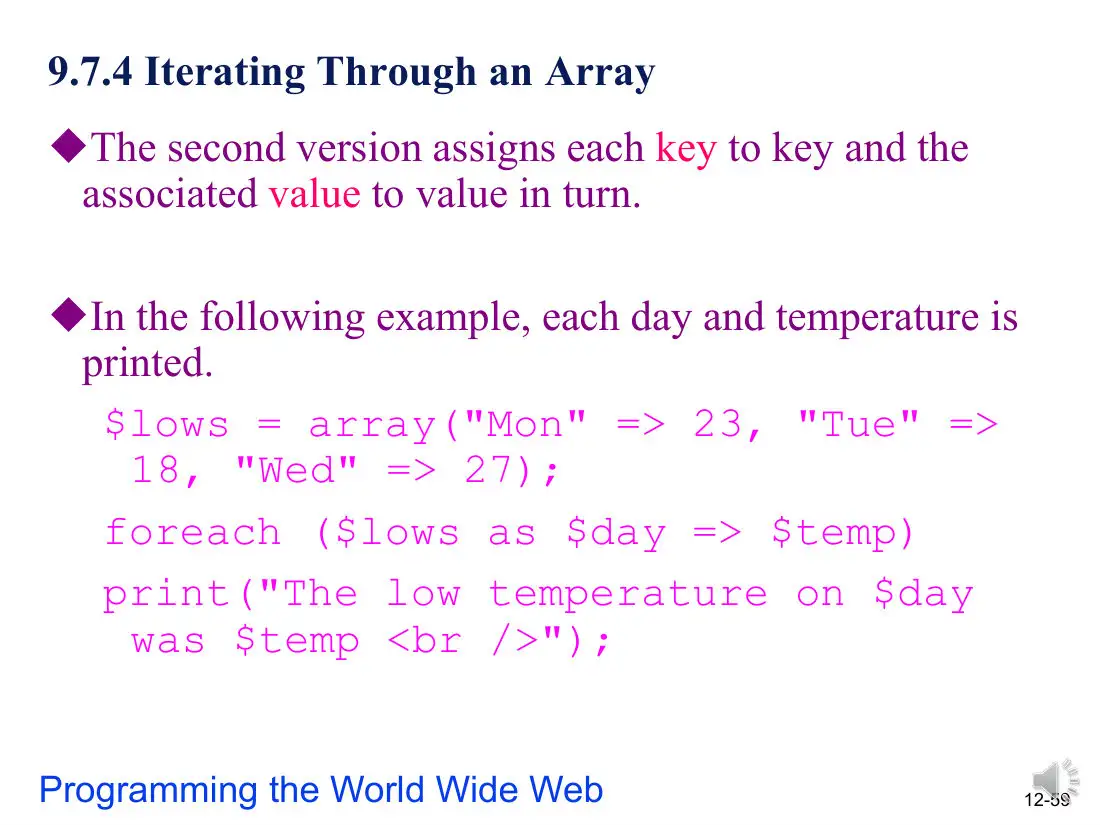 9.7.4 Iterating Through an Array
◆The second version assigns each key to key and the
associated value to value in turn.
◆In the following example, each day and temperature is
printed.
$lows = array("Mon" => 23, "Tue" =>
18, "Wed" => 27);
foreach ($lows as $day => $temp)
print("The low temperature on $day
was $temp <br />");
Programming the World Wide Web
12-59